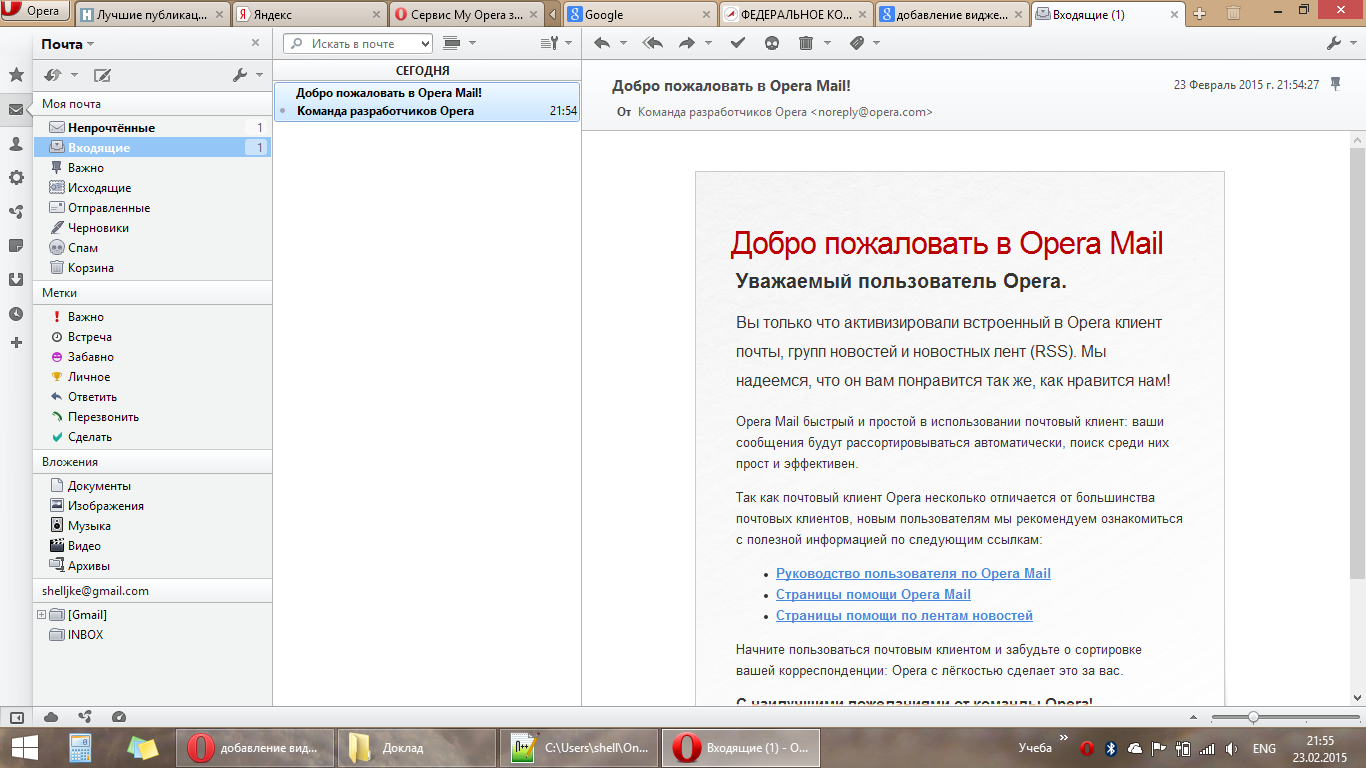 Opera
Лучшие публикац...
Яндекс
Сервис My Opera з...
Google
ФЕДЕРАЛЬНОЕ КО...
добавление видже...
Входящие (1)
Почта
Моя почта
Непрочтённые 1
Входящие 1
Важно
Исходящие
Отправленные
Черновики
Спам
Корзина
Метки
Важно
Встреча
Забавно
Личное
Ответить
Перезвонить
Сделать
Вложения
Документы
Изображения
Музыка
Видео
Архивы
shelljke@gmail.com
[Gmail]
INBOX
Искать в почте
СЕГОДНЯ
Добро пожаловать в Opera Mail!
Команда разработчиков Opera 21:54
Добро пожаловать в Opera Mail! 23 Февраль 2015 г. 21:54:27
От Команда разработчиков Opera <noreply@opera.com>
Добро пожаловать в Opera Mail
Уважаемый пользователь Opera.
Вы только что активизировали встроенный в Opera клиент
почты, групп новостей и новостных лент (RSS). Мы
надеемся, что он вам понравится так же, как нравится нам!
Opera Mail быстрый и простой в использовании почтовый клиент: ваши
сообщения будут рассортировываться автоматически, поиск среди них
прост и эффективен.
Так как почтовый клиент Opera несколько отличается от большинства
почтовых клиентов, новым пользователям мы рекомендуем ознакомиться
с полезной информацией по следующим ссылкам:
• Руководство пользователя по Opera Mail
• Страницы помощи Opera Mail
• Страницы помощи по лентам новостей
Начните пользоваться почтовым клиентом и забудьте о сортировке
вашей корреспонденции: Opera с лёгкостью сделает это за вас.
С наилучшими пожеланиями от команды Opera!
добавление вид...
Доклад
C:\Users\shell\On...
Входящие (1) - O...
Учеба
ENG
21:55
23.02.2015